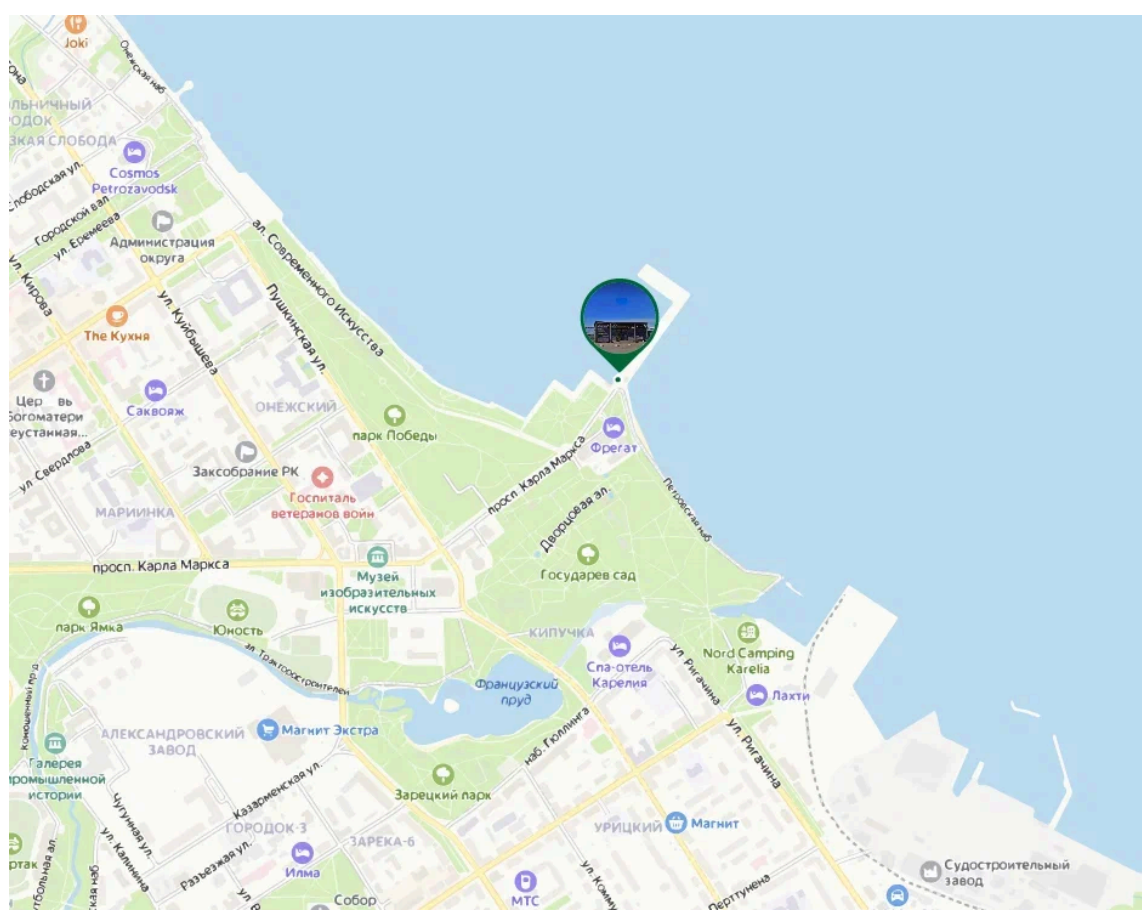 Joki
Онежская наб.
ЗКАЯ СЛОБОДА
Cosmos
Petrozavodsk
Слободская ул.
Городской вал
ул. Еремеева
Администрация
округа
ал. Современного Искусства
ул. Кирова
ул. Куйбышева
Пушкинская ул.
The Кухня
Саквояж
ОНЕЖСКИЙ
парк Победы
Цер вь
Богоматери
еустанная...
ул. Свердлова
Заксобрание РК
Госпиталь
ветеранов войн
МАРИИНКА
Фрегат
просп. Карла Маркса
Петровская наб.
Дворцовая ал.
Государев сад
просп. Карла Маркса
Музей
изобразительных
искусств
парк Ямка
Юность
ал. Тракторостроителей
КИПУЧКА
Спа-отель
Карелия
ул. Ригачина
Nord Camping
Karelia
Лахти
Французский
пруд
АЛЕКСАНДРОВСКИЙ
ЗАВОД
Магнит Экстра
наб. Гюллинга
ул. Ригачина
Галерея
промышленной
истории
Казарменская ул.
Зарецкий парк
Чугунная ул.
ул. Калинина
ГОРОДОК-3
ЗАРЕКА-6
УРИЦКИЙ
Магнит
Разъезжая ул.
Илма
Собор
МТС
Судостроительный
завод